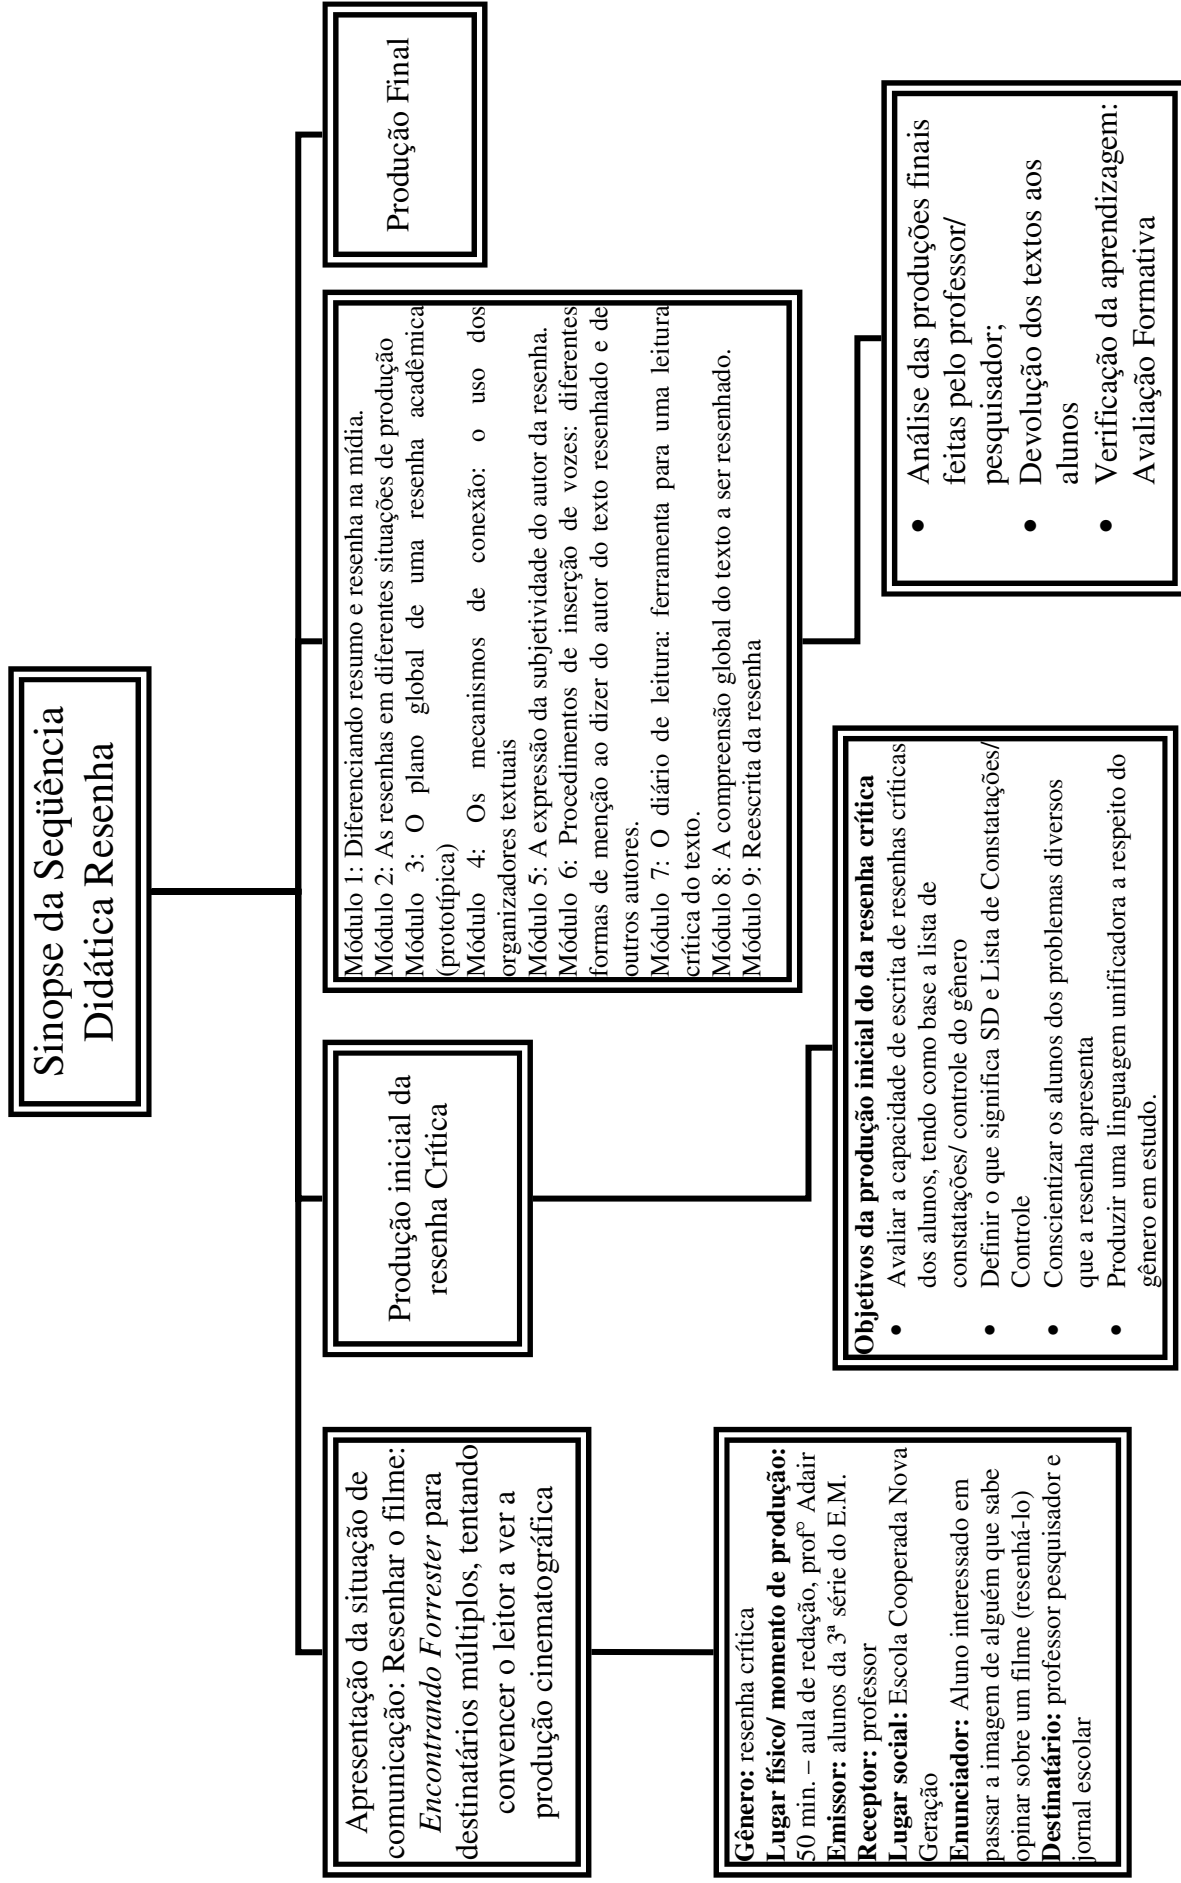 Sinopse da Seqüência
Didática Resenha
Apresentação da situação de
comunicação: Resenhar o filme:
Encontrando Forrester para
destinatários múltiplos, tentando
convencer o leitor a ver a
produção cinematográfica
Gênero: resenha crítica
Lugar físico/ momento de produção:
50 min. – aula de redação, profº Adair
Emissor: alunos da 3ª série do E.M.
Receptor: professor
Lugar social: Escola Cooperada Nova
Geração
Enunciador: Aluno interessado em
passar a imagem de alguém que sabe
opinar sobre um filme (resenhá-lo)
Destinatário: professor pesquisador e
jornal escolar
Produção inicial da
resenha Crítica
Objetivos da produção inicial do da resenha crítica
• Avaliar a capacidade de escrita de resenhas críticas
dos alunos, tendo como base a lista de
constatações/ controle do gênero
• Definir o que significa SD e Lista de Constatações/
Controle
• Conscientizar os alunos dos problemas diversos
que a resenha apresenta
• Produzir uma linguagem unificadora a respeito do
gênero em estudo.
Módulo 1: Diferenciando resumo e resenha na mídia.
Módulo 2: As resenhas em diferentes situações de produção
Módulo 3: O plano global de uma resenha acadêmica
(prototípica)
Módulo 4: Os mecanismos de conexão: o uso dos
organizadores textuais
Módulo 5: A expressão da subjetividade do autor da resenha.
Módulo 6: Procedimentos de inserção de vozes: diferentes
formas de menção ao dizer do autor do texto resenhado e de
outros autores.
Módulo 7: O diário de leitura: ferramenta para uma leitura
crítica do texto.
Módulo 8: A compreensão global do texto a ser resenhado.
Módulo 9: Reescrita da resenha
• Análise das produções finais
feitas pelo professor/
pesquisador;
• Devolução dos textos aos
alunos
• Verificação da aprendizagem:
Avaliação Formativa
Produção Final